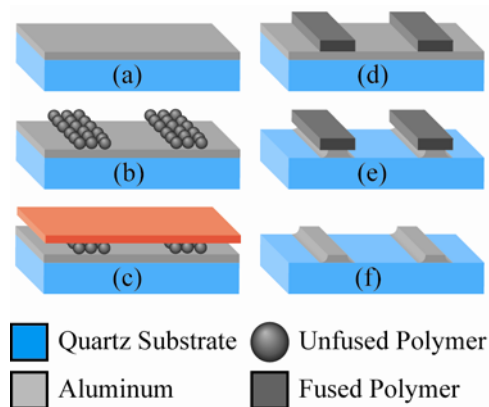 (a)
(d)
(b)
(e)
(c)
(f)
Quartz Substrate
Unfused Polymer
Aluminum
Fused Polymer